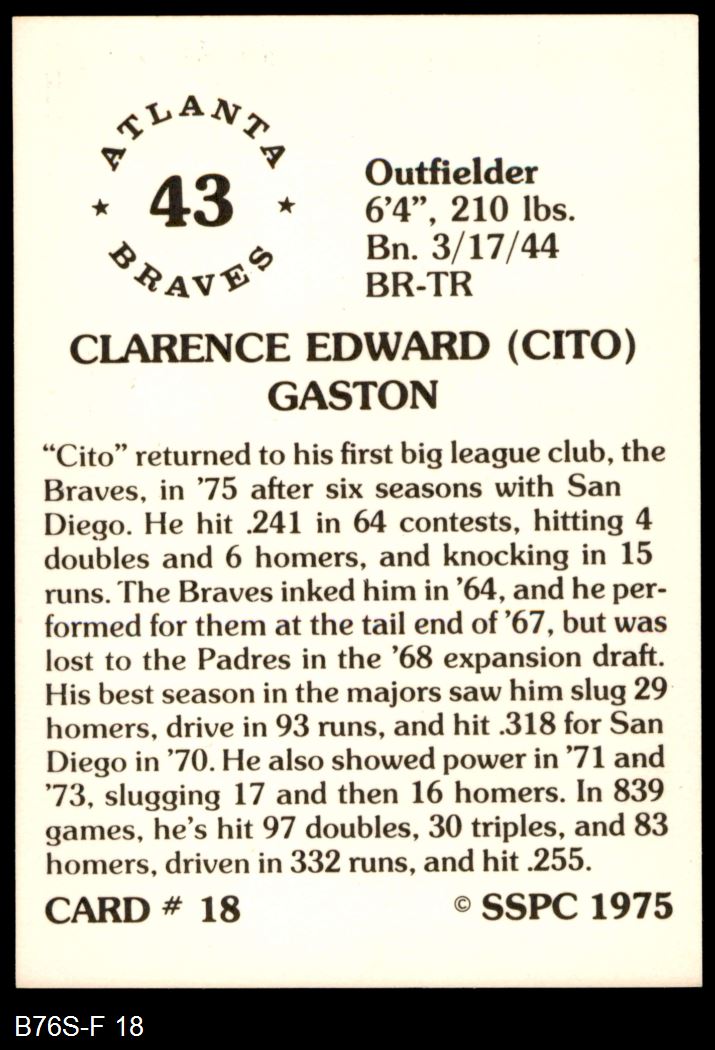 ATLANTA
★ 43 ★
BRAVES
Outfielder
6'4”, 210 lbs.
Bn. 3/17/44
BR-TR
CLARENCE EDWARD (CITO)
GASTON
“Cito” returned to his first big league club, the
Braves, in ’75 after six seasons with San
Diego. He hit .241 in 64 contests, hitting 4
doubles and 6 homers, and knocking in 15
runs. The Braves inked him in ’64, and he per-
formed for them at the tail end of ’67, but was
lost to the Padres in the ’68 expansion draft.
His best season in the majors saw him slug 29
homers, drive in 93 runs, and hit .318 for San
Diego in ’70. He also showed power in ’71 and
’73, slugging 17 and then 16 homers. In 839
games, he’s hit 97 doubles, 30 triples, and 83
homers, driven in 332 runs, and hit .255.
CARD # 18
© SSPC 1975
B76S-F 18